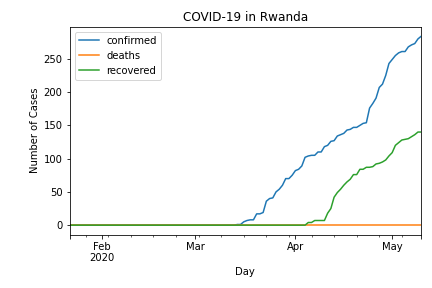 COVID-19 in Rwanda
confirmed
deaths
recovered
250
200
150
100
50
0
Number of Cases
Feb
2020
Mar
Apr
May
Day